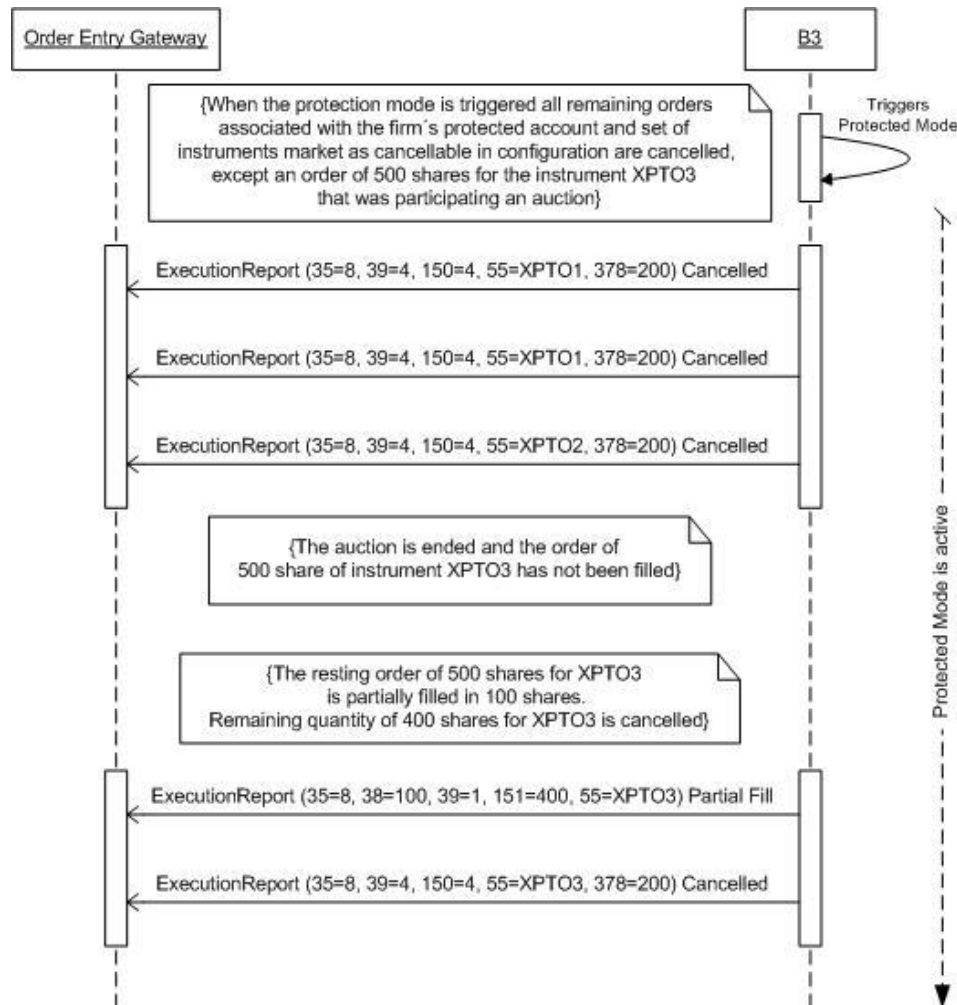 Order Entry Gateway
B3
{When the protection mode is triggered all remaining orders
associated with the firm´s protected account and set of
instruments market as cancellable in configuration are cancelled,
except an order of 500 shares for the instrument XPTO3
that was participating an auction}
Triggers
Protected Mode
ExecutionReport (35=8, 39=4, 150=4, 55=XPTO1, 378=200) Cancelled
ExecutionReport (35=8, 39=4, 150=4, 55=XPTO1, 378=200) Cancelled
ExecutionReport (35=8, 39=4, 150=4, 55=XPTO2, 378=200) Cancelled
{The auction is ended and the order of
500 share of instrument XPTO3 has not been filled}
Protected Mode is active
{The resting order of 500 shares for XPTO3
is partially filled in 100 shares.
Remaining quantity of 400 shares for XPTO3 is cancelled}
ExecutionReport (35=8, 38=100, 39=1, 151=400, 55=XPTO3) Partial Fill
ExecutionReport (35=8, 39=4, 150=4, 55=XPTO3, 378=200) Cancelled